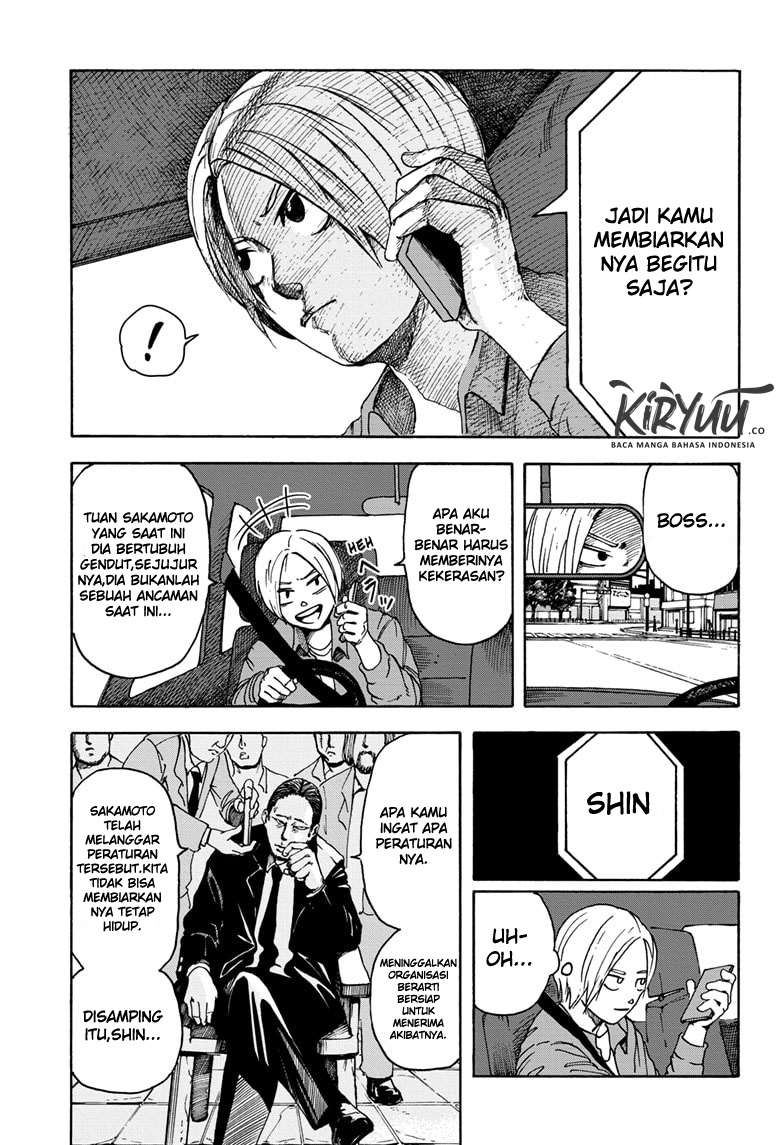 JADI KAMU
MEMBIARKAN
NYA BEGITU
SAJA?
!
KIRYUU.CO
BACA MANGA BAHASA INDONESIA
BOSS...
APA AKU
BENAR-
BENAR HARUS
MEMBERINYA
KEKERASAN?
HEH
TUAN SAKAMOTO
YANG SAAT INI
DIA BERTUBUH
GENDUT,SEJUJUR
NYA,DIA BUKANLAH
SEBUAH ANCAMAN
SAAT INI...
SHIN
UH-
OH...
APA KAMU
INGAT APA
PERATURAN
NYA.
MENINGGALKAN
ORGANISASI
BERARTI
BERSIAP
UNTUK
MENERIMA
AKIBATNYA.
SAKAMOTO
TELAH
MELANGGAR
PERATURAN
TERSEBUT.KITA
TIDAK BISA
MEMBIARKAN
NYA TETAP
HIDUP.
DISAMPING
ITU,SHIN...